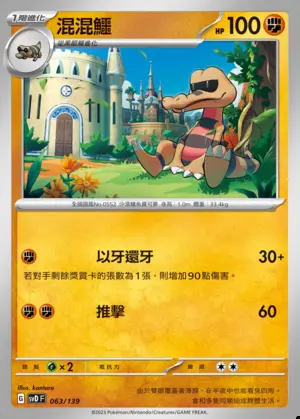 1階進化
混混鱷
HP 100
從黑眼鱷進化
全國圖鑑No.0552 沙漠鱷魚寶可夢 身高：1.0m 體重：33.4kg
以牙還牙 30+
若對手剩餘獎賞卡的張數為1張，則增加90點傷害。
推擊 60
弱點 ×2 抵抗力 撤退
illus. kantaro
G svD F 063/139
©2023 Pokémon/Nintendo/Creatures/GAME FREAK.